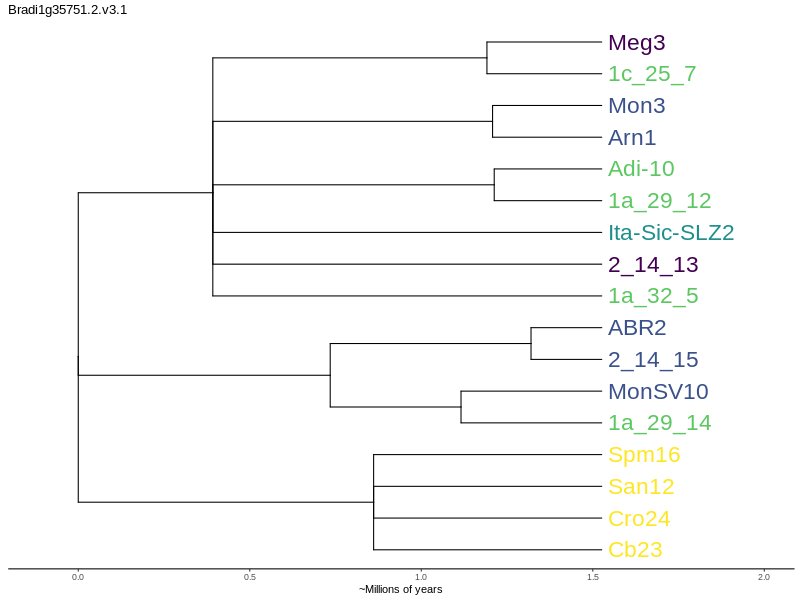 Bradi1g35751.2.v3.1
Meg3
1c_25_7
Mon3
Arn1
Adi-10
1a_29_12
Ita-Sic-SLZ2
2_14_13
1a_32_5
ABR2
2_14_15
MonSV10
1a_29_14
Spm16
San12
Cro24
Cb23
0.0 0.5 1.0 1.5 2.0
~Millions of years